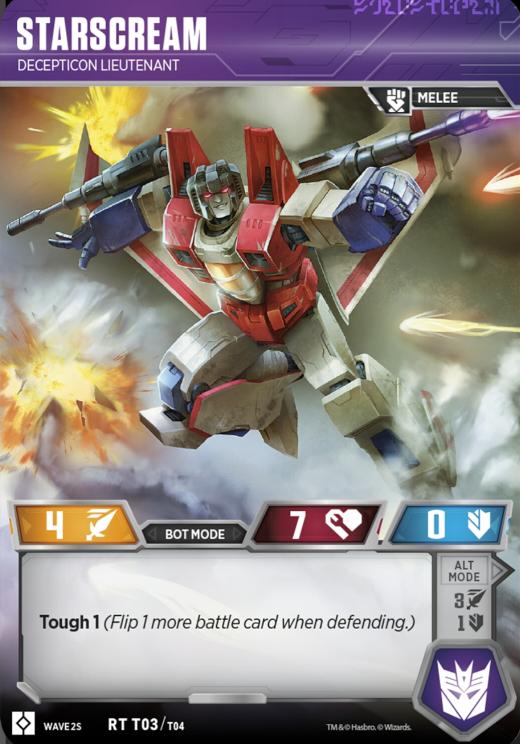 STARSCREAM
DECEPTICON LIEUTENANT
MELEE
4
BOT MODE
7
0
Tough 1 (Flip 1 more battle card when defending.)
ALT
MODE
3
1
WAVE 2S
RT T03/T04
TM & © Hasbro. © Wizards.